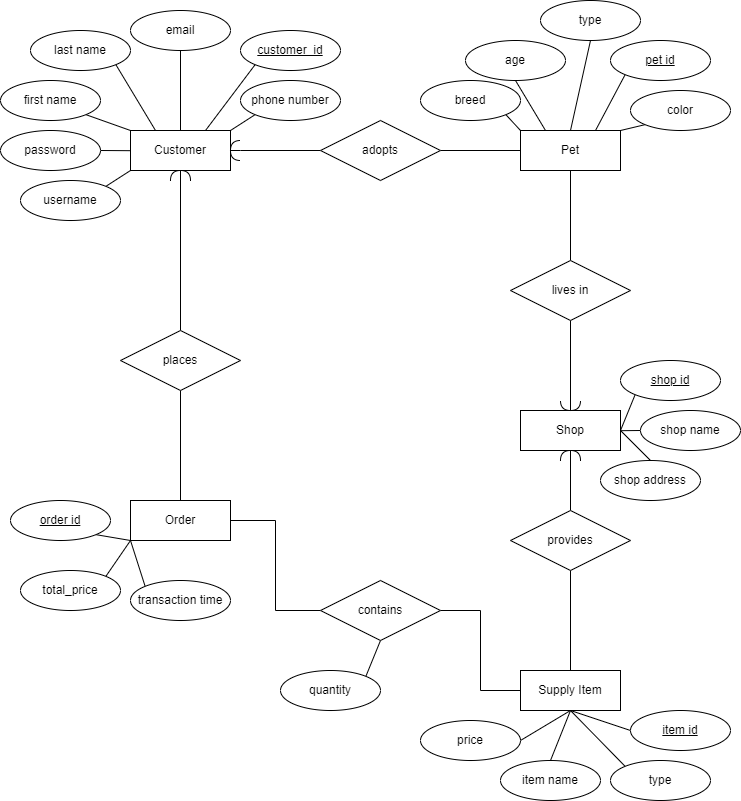 type
email
last name
customer_id
age
pet id
first name
phone number
breed
color
password
Customer
adopts
Pet
username
lives in
places
shop id
Shop
shop name
shop address
order id
Order
provides
total_price
transaction time
contains
quantity
Supply Item
price
item id
item name
type